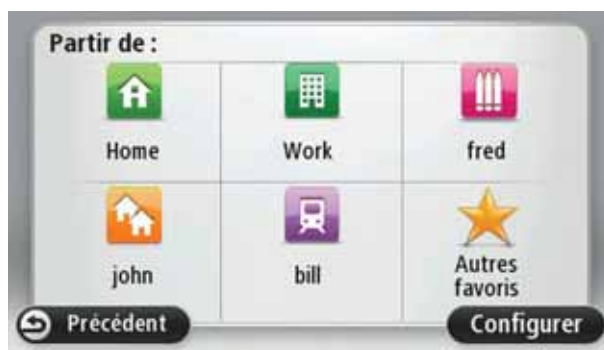 Partir de :
Home
Work
fred
john
bill
Autres
favoris
Précédent
Configurer